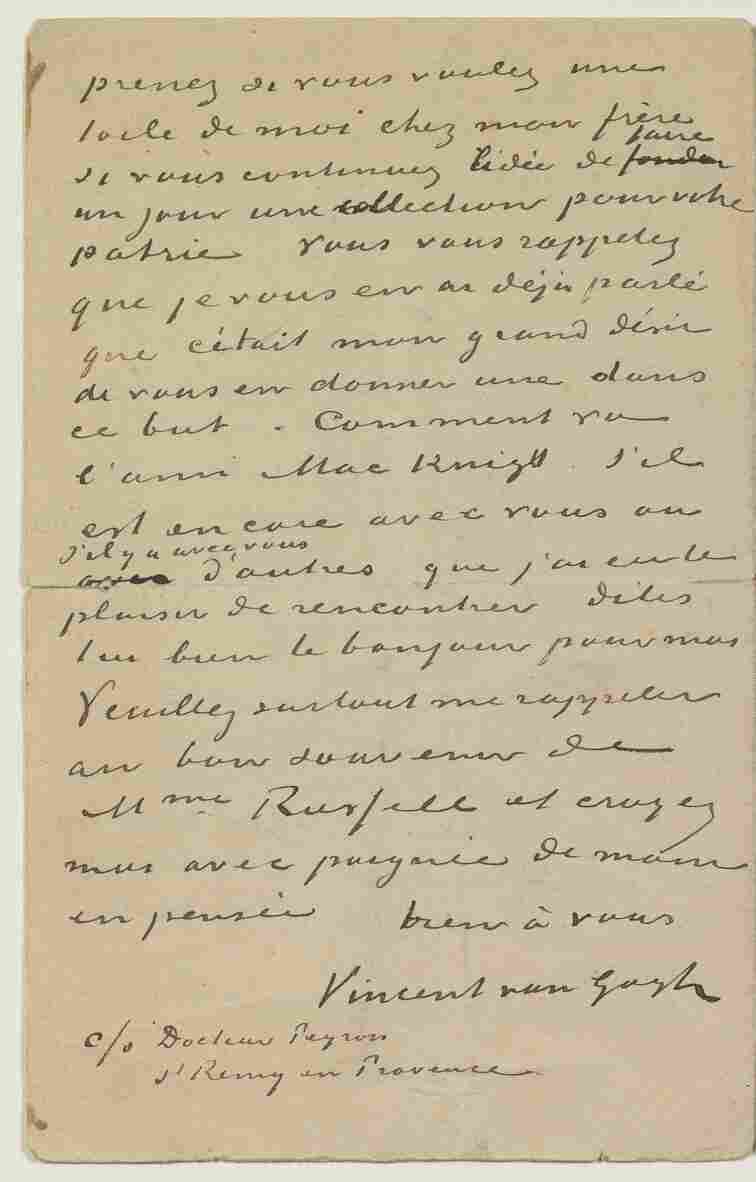 prenez si vous voulez une
toile de moi chez mon frère
si vous continuez l'idée de fonder faire
un jour une collection pour votre
patrie Vous vous rappelez
que je vous en ai déjà parlé
que c'était mon grand désir
de vous en donner une dans
ce but . Comment va
l'ami Mac Knight . S'il
est encore avec vous ou
s'il y a avec vous
d'autres que j'ai eu le
plaisir de rencontrer dites
lui bien le bonjour pour moi
Veuillez surtout me rappeler
au bon souvenir de
Mme Russell et croyez
moi avec poignée de main
en pensée bien à vous
Vincent van Gogh
c/o Docteur Peyron
St Remy en Provence